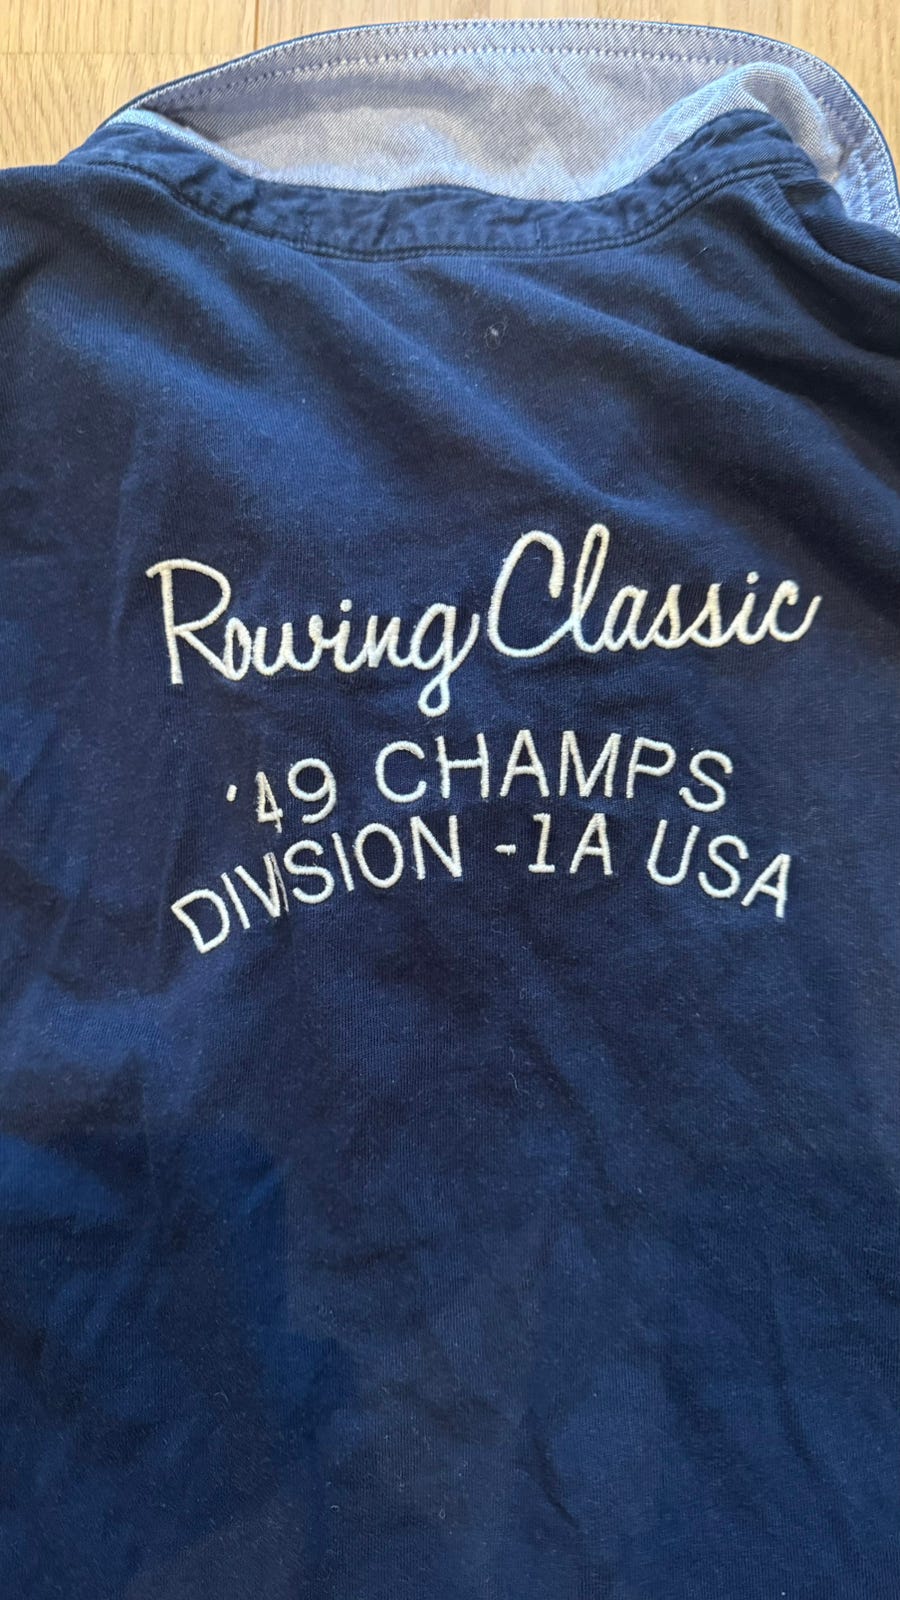 Rowing Classic
'49 CHAMPS
DIVISION -1A USA